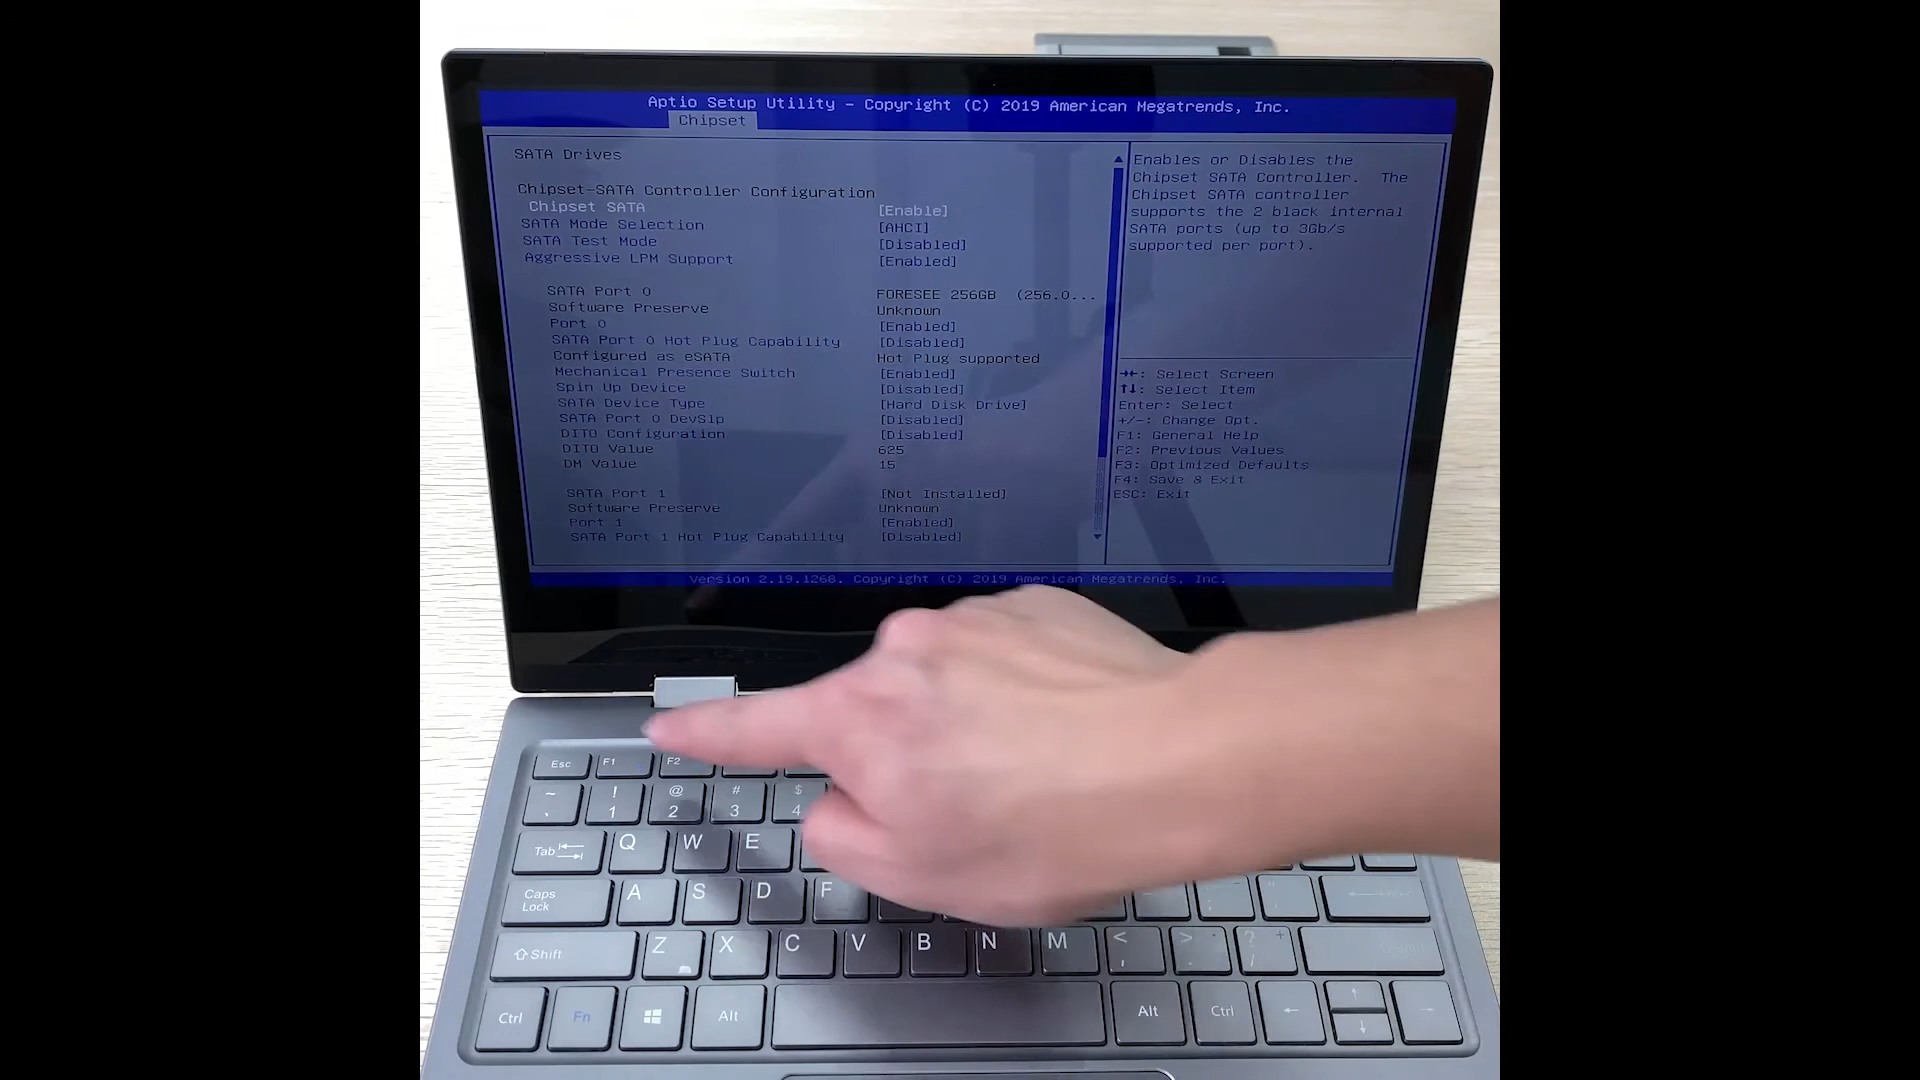 Aptio Setup Utility – Copyright (C) 2019 American Megatrends, Inc.
Chipset
SATA Drives
Chipset-SATA Controller Configuration
Chipset SATA [Enable]
SATA Mode Selection [AHCI]
SATA Test Mode [Disabled]
Aggressive LPM Support [Enabled]
SATA Port 0 FORESEE 256GB (256.0...
Software Preserve Unknown
Port 0 [Enabled]
SATA Port 0 Hot Plug Capability [Disabled]
Configured as eSATA Hot Plug supported
Mechanical Presence Switch [Enabled]
Spin Up Device [Disabled]
SATA Device Type [Hard Disk Drive]
SATA Port 0 DevSlp [Disabled]
DITO Configuration [Disabled]
DITO Value 625
DM Value 15
SATA Port 1 [Not Installed]
Software Preserve Unknown
Port 1 [Enabled]
SATA Port 1 Hot Plug Capability [Disabled]
Enables or Disables the
Chipset SATA Controller. The
Chipset SATA controller
supports the 2 black internal
SATA ports (up to 3Gb/s
supported per port).
→←: Select Screen
↑↓: Select Item
Enter: Select
+/-: Change Opt.
F1: General Help
F2: Previous Values
F3: Optimized Defaults
F4: Save & Exit
ESC: Exit
Version 2.19.1268. Copyright (C) 2019 American Megatrends, Inc.
Esc F1 F2
~ ! @ # $
` 1 2 3 4
Tab Q W E
Caps Lock A S D F
Shift Z X C V B N M < , > . ? /
Ctrl Fn Alt Alt Ctrl